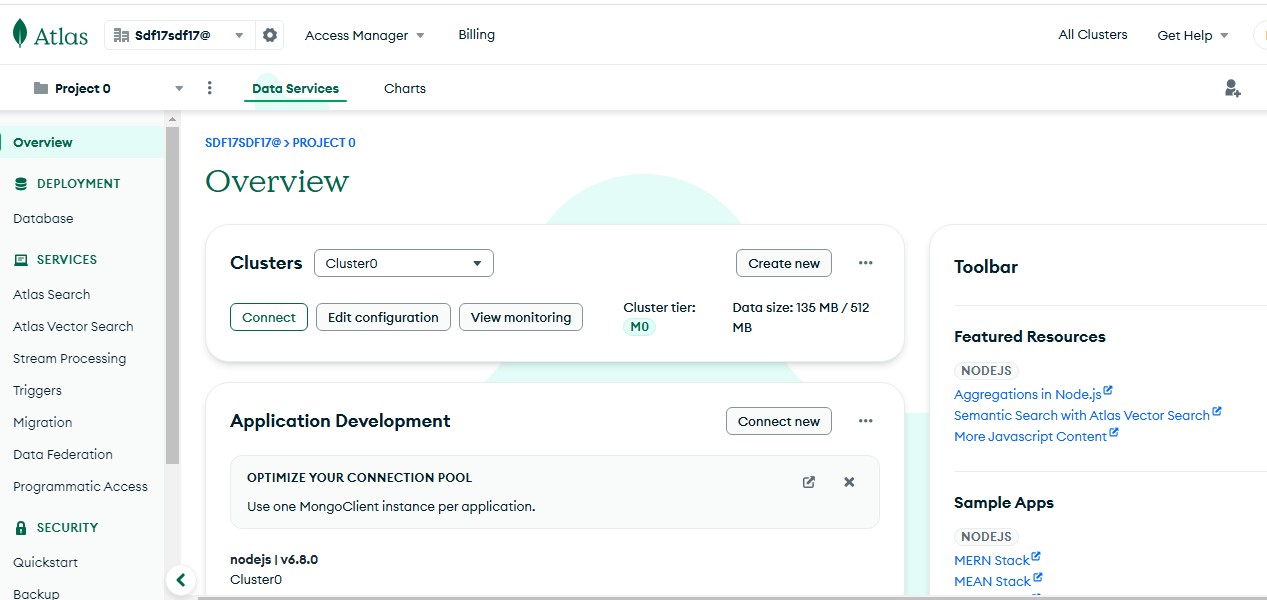 Atlas
Sdf17sdf17@
Access Manager
Billing
All Clusters
Get Help
Project 0
Data Services
Charts
Overview
DEPLOYMENT
Database
SERVICES
Atlas Search
Atlas Vector Search
Stream Processing
Triggers
Migration
Data Federation
Programmatic Access
SECURITY
Quickstart
Backup
SDF17SDF17@ > PROJECT 0
Overview
Clusters
Cluster0
Create new
Connect
Edit configuration
View monitoring
Cluster tier:
M0
Data size: 135 MB / 512
MB
Application Development
Connect new
OPTIMIZE YOUR CONNECTION POOL
Use one MongoClient instance per application.
nodejs | v6.8.0
Cluster0
Toolbar
Featured Resources
NODEJS
Aggregations in Node.js
Semantic Search with Atlas Vector Search
More Javascript Content
Sample Apps
NODEJS
MERN Stack
MEAN Stack